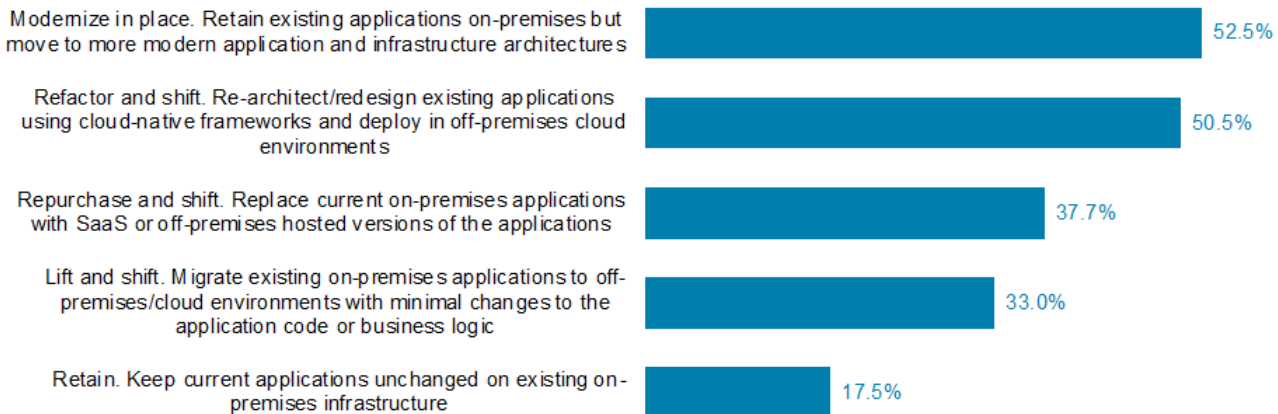 Modernize in place. Retain existing applications on-premises but
move to more modern application and infrastructure architectures
52.5%
Refactor and shift. Re-architect/redesign existing applications
using cloud-native frameworks and deploy in off-premises cloud
environments
50.5%
Repurchase and shift. Replace current on-premises applications
with SaaS or off-premises hosted versions of the applications
37.7%
Lift and shift. Migrate existing on-premises applications to off-
premises/cloud environments with minimal changes to the
application code or business logic
33.0%
Retain. Keep current applications unchanged on existing on-
premises infrastructure
17.5%